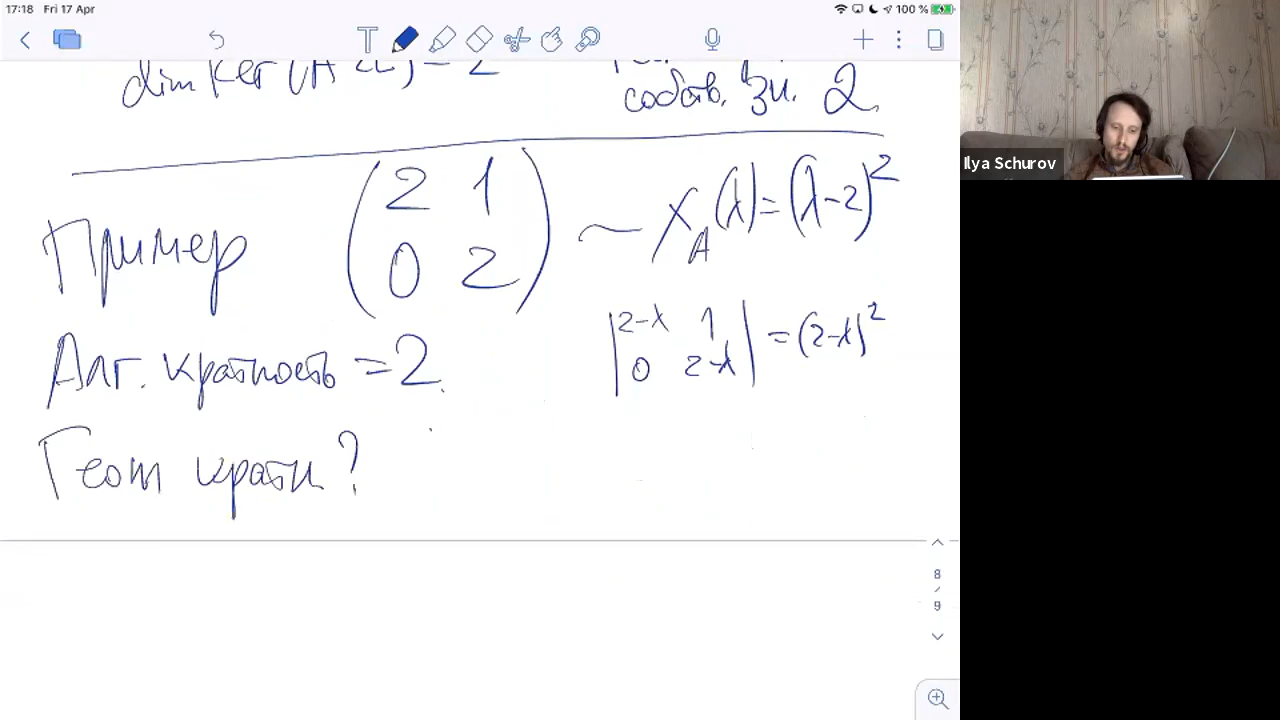 17:18 Fri 17 Apr
100 %
T
dim Ker (A-2E) = 2
собств. зн. 2.
Ilya Schurov
Пример (2 1 0 2) ~ χ_A(λ)=(λ-2)^2
|2-λ 1 0 2-λ| = (2-λ)^2
Алг. кратность = 2.
Геом кратн?
8
9